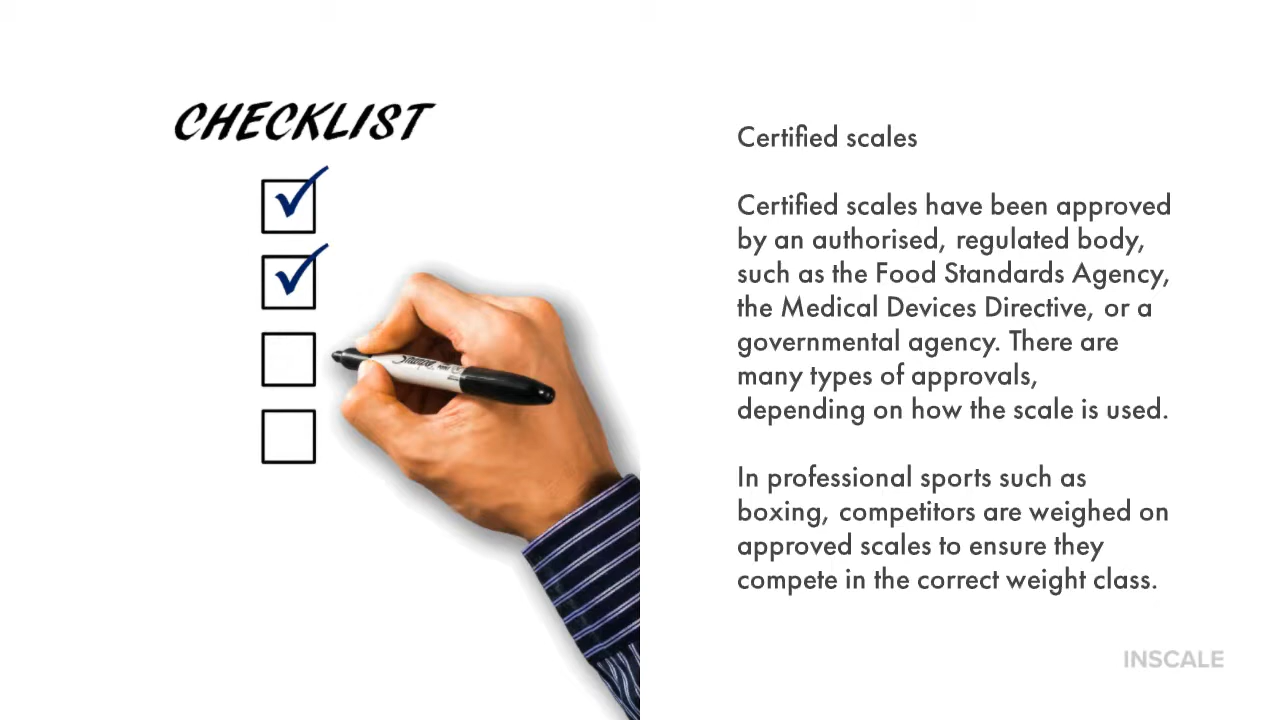 CHECKLIST
Certified scales
Certified scales have been approved
by an authorised, regulated body,
such as the Food Standards Agency,
the Medical Devices Directive, or a
governmental agency. There are
many types of approvals,
depending on how the scale is used.
In professional sports such as
boxing, competitors are weighed on
approved scales to ensure they
compete in the correct weight class.
INSCALE